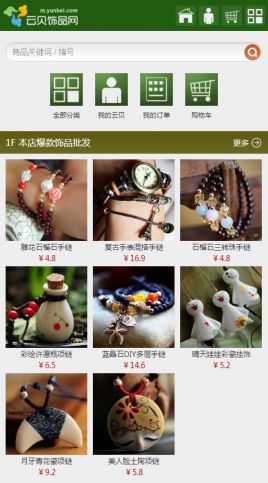 m.yunbei.com
云贝饰品网
商品关键词 / 编号
全部分类 我的云贝 我的订单 购物车
1F 本店爆款饰品批发 更多
雕花石榴石手链 复古手表混搭手链 石榴石三转珠手链
¥ 4.8 ¥ 16.9 ¥ 4.8
彩绘许愿瓶项链 蓝晶石DIY多层手链 晴天娃娃彩瓷挂饰
¥ 6.5 ¥ 14.6 ¥ 5.2
月牙青花瓷项链 美人脸土陶项链
¥ 9.2 ¥ 5.8